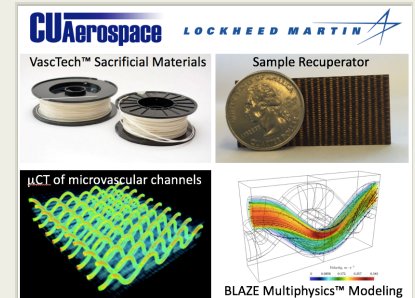 CUAerospace
LOCKHEED MARTIN
VascTech™ Sacrificial Materials
Sample Recuperator
μCT of microvascular channels
BLAZE Multiphysics™ Modeling